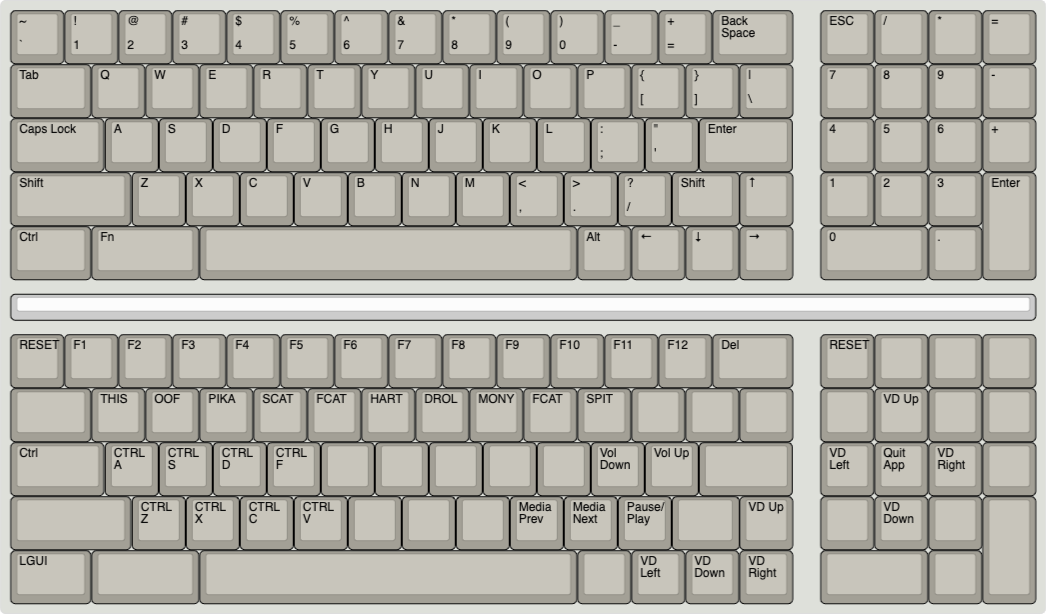 ~ ! @ # $ % ^ & * ( ) _ + Back Space ESC / * =
` 1 2 3 4 5 6 7 8 9 0 - =
Tab Q W E R T Y U I O P { } | 7 8 9 -
[ ] \
Caps Lock A S D F G H J K L : " Enter 4 5 6 +
; '
Shift Z X C V B N M < > ? Shift ↑ 1 2 3 Enter
, . /
Ctrl Fn Alt ← ↓ → 0 .
RESET F1 F2 F3 F4 F5 F6 F7 F8 F9 F10 F11 F12 Del RESET
THIS OOF PIKA SCAT FCAT HART DROL MONY FCAT SPIT VD Up
Ctrl CTRL CTRL CTRL CTRL Vol Vol Up VD Quit VD
A S D F Down Left App Right
CTRL CTRL CTRL CTRL Media Media Pause/ VD Up VD
Z X C V Prev Next Play Down
LGUI VD VD VD
Left Down Right